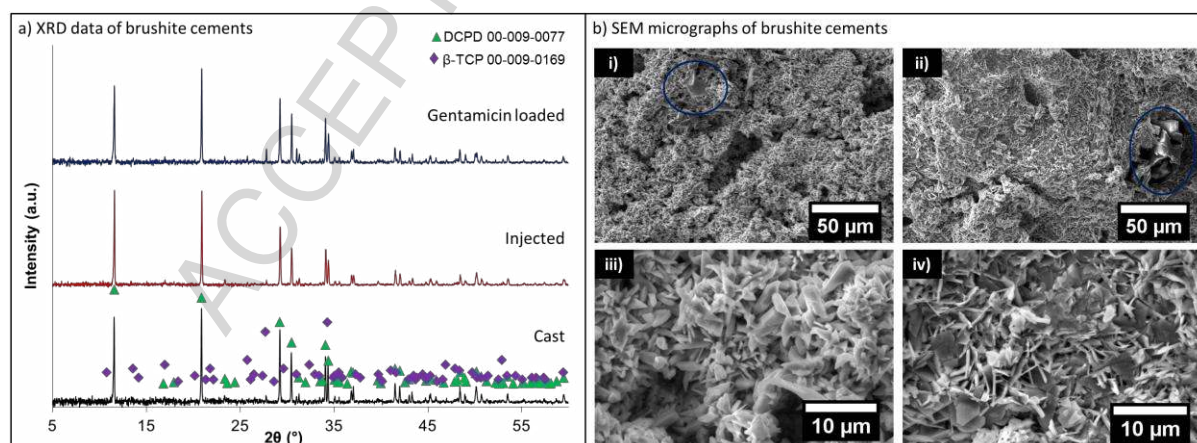 a) XRD data of brushite cements
DCPD 00-009-0077
β-TCP 00-009-0169
Gentamicin loaded
Injected
Cast
Intensity (a.u.)
5 15 25 35 45 55
2θ (°)
ACCEP
b) SEM micrographs of brushite cements
i)
50 µm
ii)
50 µm
iii)
10 µm
iv)
10 µm